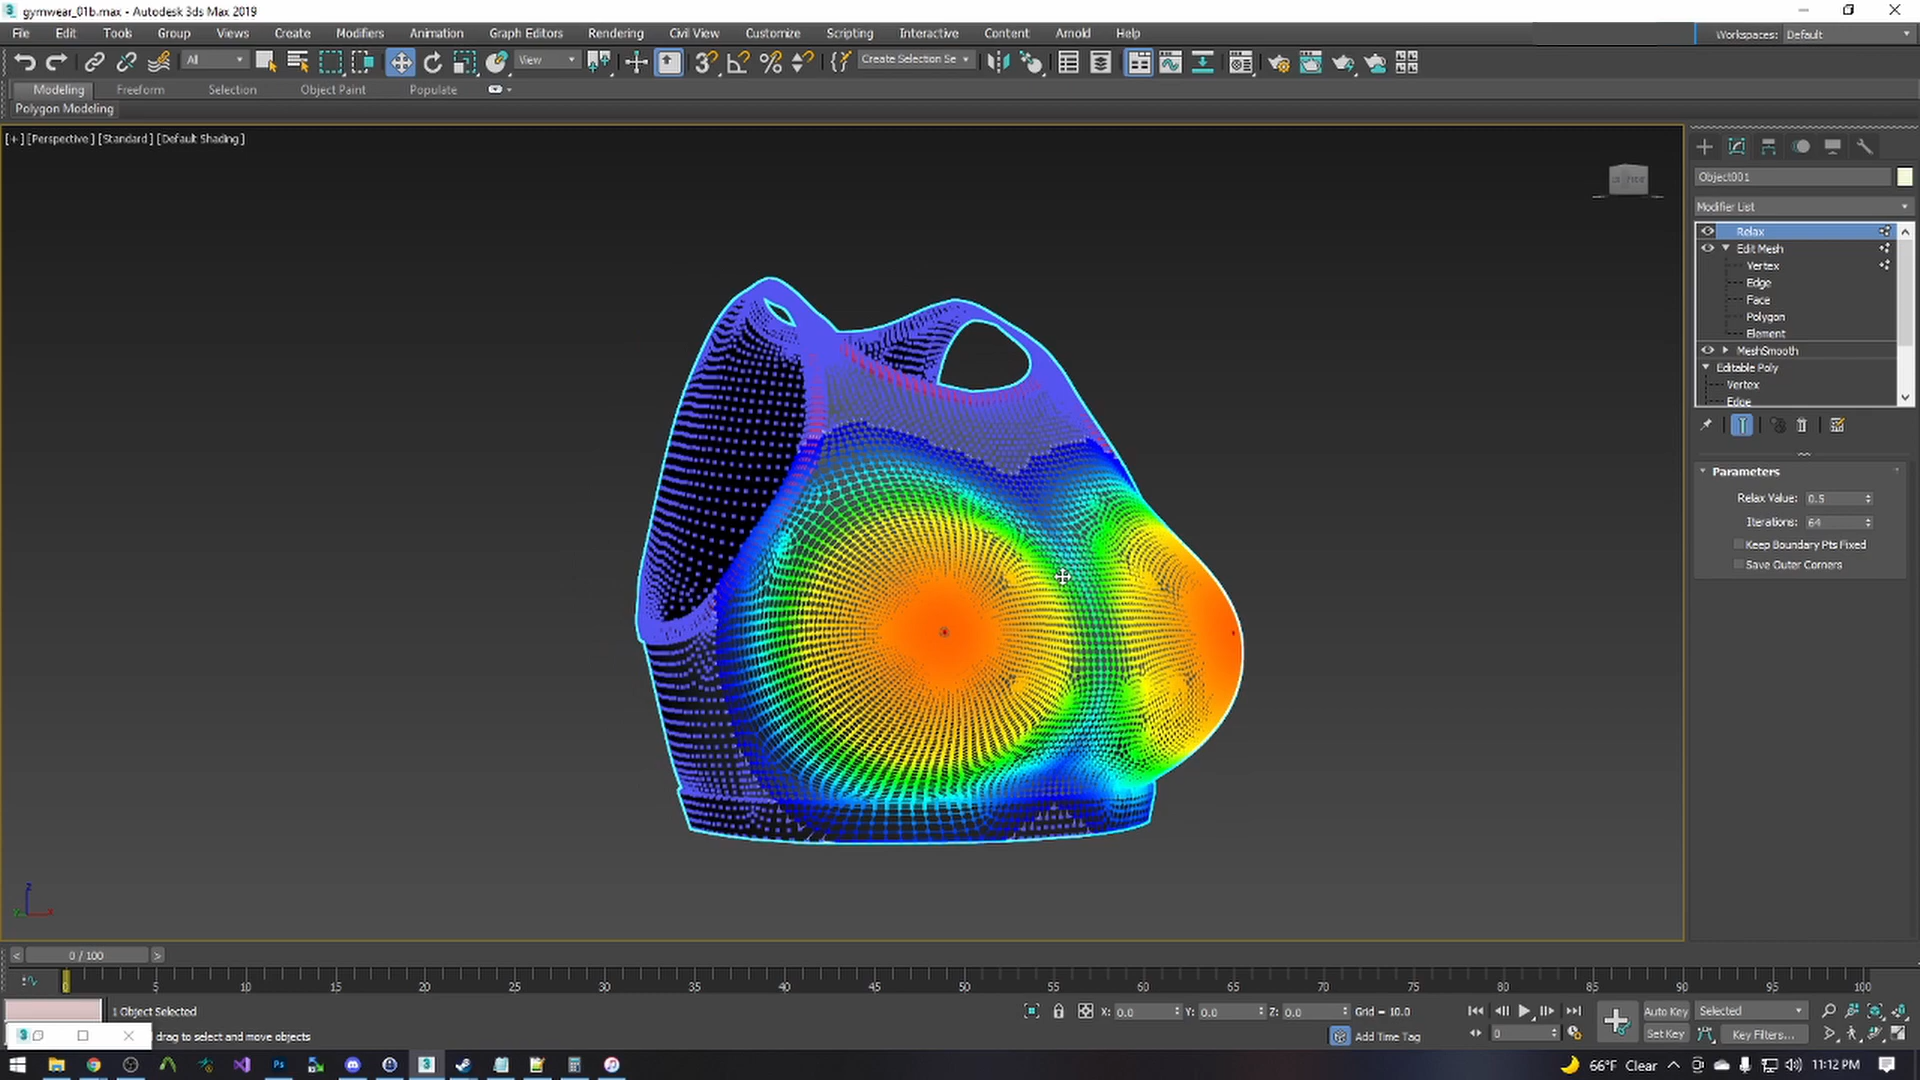 gymwear_01b.max - Autodesk 3ds Max 2019
File Edit Tools Group Views Create Modifiers Animation Graph Editors Rendering Civil View Customize Scripting Interactive Content Arnold Help
Workspaces: Default
All View Create Selection Se
Modeling Freeform Selection Object Paint Populate
Polygon Modeling
[+] [Perspective] [Standard] [Default Shading]
Object001
Modifier List
Relax
Edit Mesh
Vertex
Edge
Face
Polygon
Element
MeshSmooth
Editable Poly
Vertex
Edge
Parameters
Relax Value: 0.5
Iterations: 64
Keep Boundary Pts Fixed
Save Outer Corners
z
x
0 / 100
0 5 10 15 20 25 30 35 40 45 50 55 60 65 70 75 80 85 90 95 100
1 Object Selected
X: 0.0 Y: 0.0 Z: 0.0 Grid = 10.0
Auto Key Selected
drag to select and move objects
Add Time Tag
0
Set Key Key Filters...
66°F Clear 11:12 PM